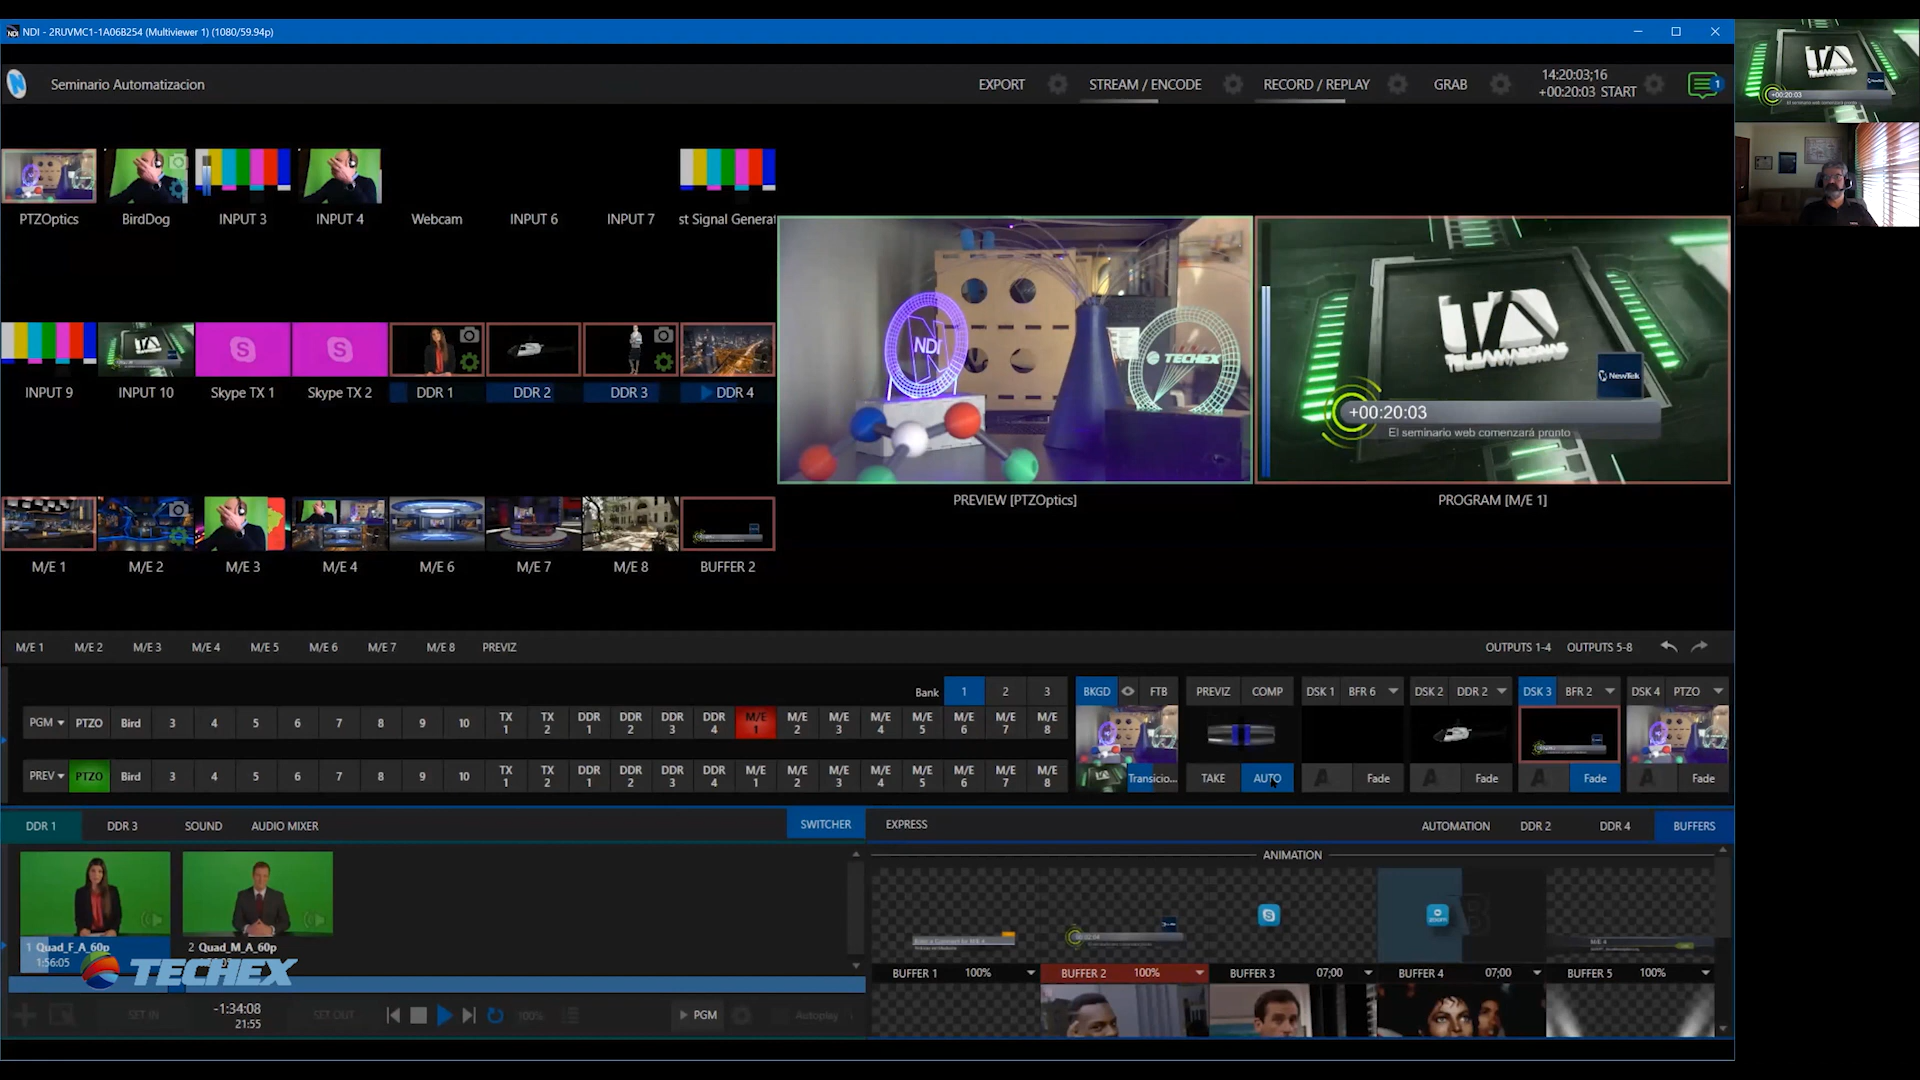 NDI - 2RUVMC1-1A06B254 (Multiviewer 1) (1080/59.94p)
Seminario Automatizacion
EXPORT
STREAM / ENCODE
RECORD / REPLAY
GRAB
14:20:03;16
+00:20:03 START
1
PTZOptics
BirdDog
INPUT 3
INPUT 4
Webcam
INPUT 6
INPUT 7
st Signal Generat
INPUT 9
INPUT 10
Skype TX 1
Skype TX 2
DDR 1
DDR 2
DDR 3
DDR 4
M/E 1
M/E 2
M/E 3
M/E 4
M/E 6
M/E 7
M/E 8
BUFFER 2
NDI
TECHEX
PREVIEW [PTZOptics]
TELEAMAZONAS
NewTek
+00:20:03
El seminario web comenzará pronto
PROGRAM [M/E 1]
M/E 1 M/E 2 M/E 3 M/E 4 M/E 5 M/E 6 M/E 7 M/E 8 PREVIZ
OUTPUTS 1-4 OUTPUTS 5-8
Bank 1 2 3
PGM PTZO Bird 3 4 5 6 7 8 9 10 TX 1 TX 2 DDR 1 DDR 2 DDR 3 DDR 4 M/E 1 M/E 2 M/E 3 M/E 4 M/E 5 M/E 6 M/E 7 M/E 8
PREV PTZO Bird 3 4 5 6 7 8 9 10 TX 1 TX 2 DDR 1 DDR 2 DDR 3 DDR 4 M/E 1 M/E 2 M/E 3 M/E 4 M/E 5 M/E 6 M/E 7 M/E 8
BKGD FTB
PREVIZ COMP
DSK 1 BFR 6
DSK 2 DDR 2
DSK 3 BFR 2
DSK 4 PTZO
Transicio...
TAKE AUTO
Fade
Fade
Fade
Fade
DDR 1
DDR 3
SOUND
AUDIO MIXER
SWITCHER
EXPRESS
AUTOMATION
DDR 2
DDR 4
BUFFERS
1 Quad_F_A_60p
1:56:05
2 Quad_M_A_60p
TECHEX
SET IN
-1:34:08
21:55
SET OUT
100%
PGM
Autoplay
ANIMATION
BUFFER 1 100%
BUFFER 2 100%
BUFFER 3 07;00
BUFFER 4 07;00
BUFFER 5 100%